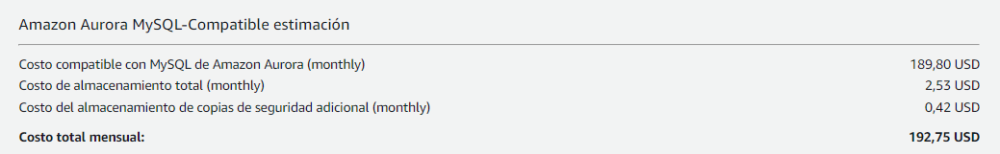 Amazon Aurora MySQL-Compatible estimación
Costo compatible con MySQL de Amazon Aurora (monthly) 189,80 USD
Costo de almacenamiento total (monthly) 2,53 USD
Costo del almacenamiento de copias de seguridad adicional (monthly) 0,42 USD
Costo total mensual: 192,75 USD